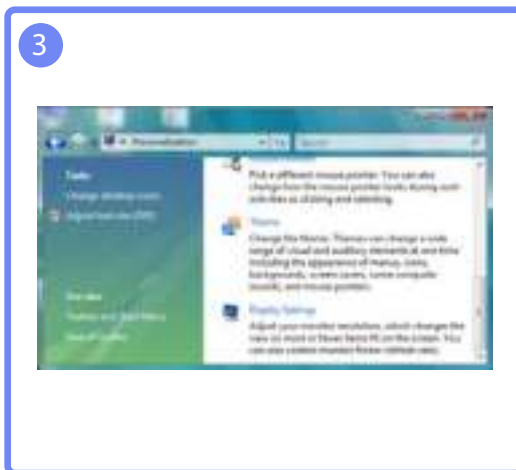 3
Personalization
Search
Tasks
Change desktop icons
Adjust font size (DPI)
Pick a different mouse pointer. You can also
change how the mouse pointer looks during such
activities as clicking and selecting.
Theme
Change the theme. Themes can change a wide
range of visual and auditory elements at one time
including the appearance of menus, icons,
backgrounds, screen savers, some computer
sounds, and mouse pointers.
See also
Taskbar and Start Menu
Ease of Access
Display Settings
Adjust your monitor resolution, which changes the
view so more or fewer items fit on the screen. You
can also control monitor flicker (refresh rate).